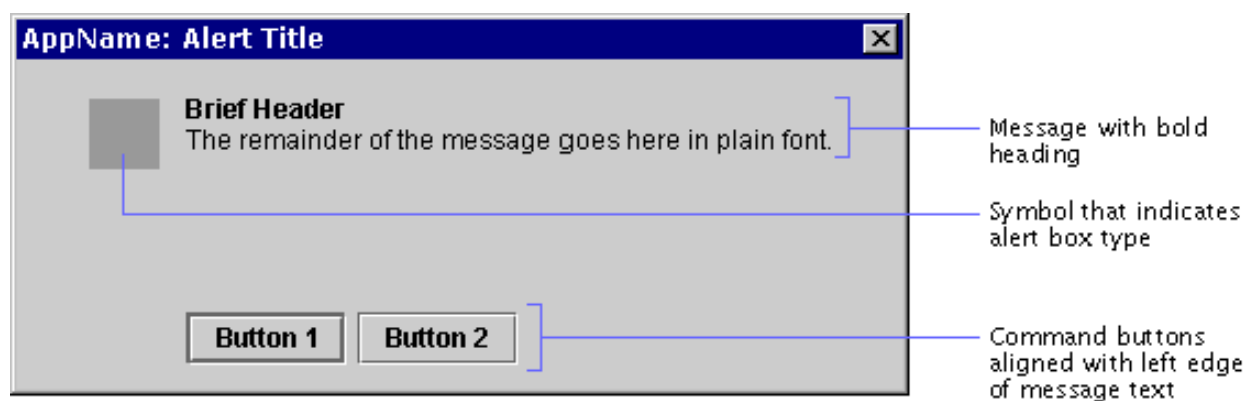 AppName: Alert Title
Brief Header
The remainder of the message goes here in plain font.
Message with bold
heading
Symbol that indicates
alert box type
Button 1 Button 2
Command buttons
aligned with left edge
of message text